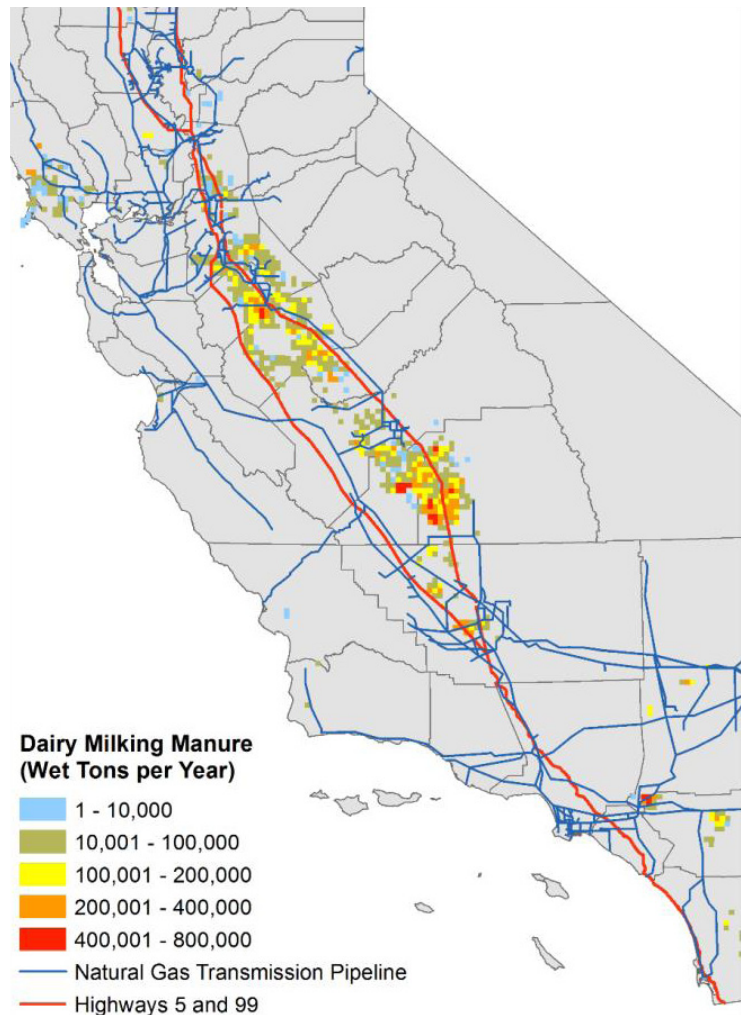 Dairy Milking Manure
(Wet Tons per Year)
1 - 10,000
10,001 - 100,000
100,001 - 200,000
200,001 - 400,000
400,001 - 800,000
Natural Gas Transmission Pipeline
Highways 5 and 99